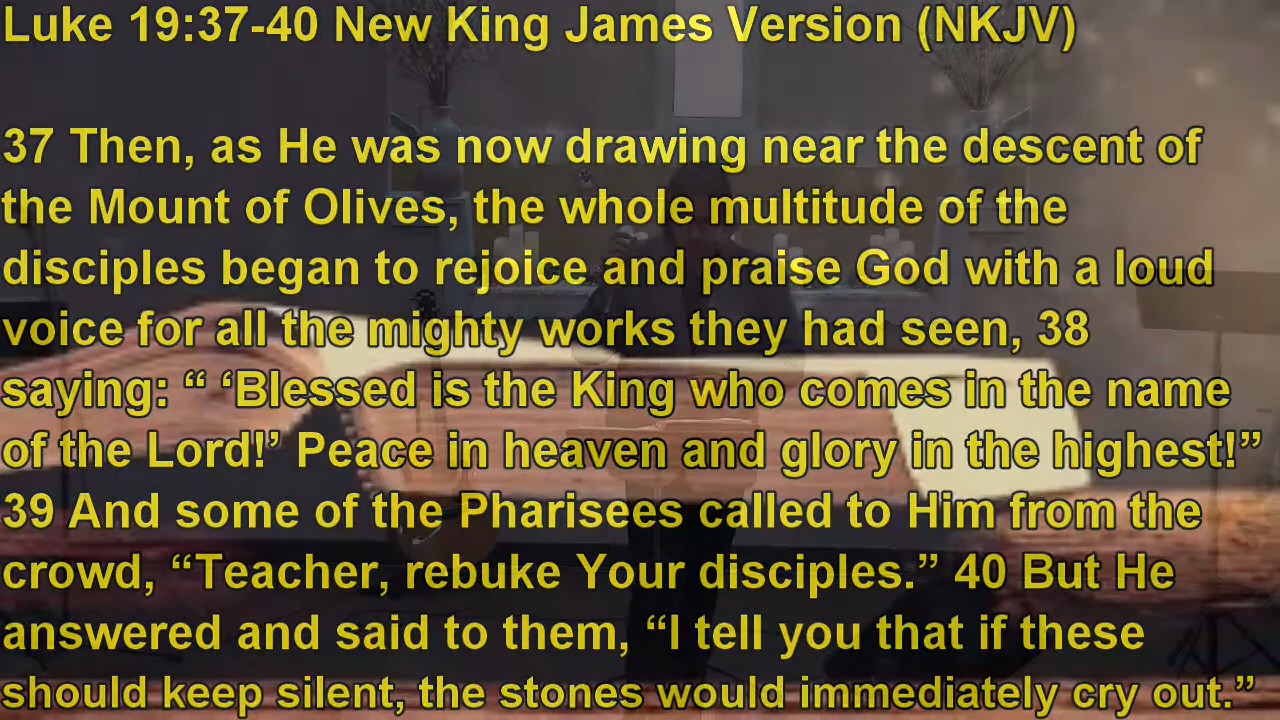 Luke 19:37-40 New King James Version (NKJV)
37 Then, as He was now drawing near the descent of
the Mount of Olives, the whole multitude of the
disciples began to rejoice and praise God with a loud
voice for all the mighty works they had seen, 38
saying: “ ‘Blessed is the King who comes in the name
of the Lord!’ Peace in heaven and glory in the highest!”
39 And some of the Pharisees called to Him from the
crowd, “Teacher, rebuke Your disciples.” 40 But He
answered and said to them, “I tell you that if these
should keep silent, the stones would immediately cry out.”